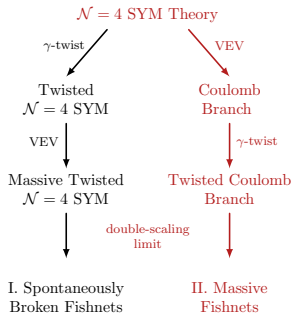 𝒩 = 4 SYM Theory
γ-twist
VEV
Twisted
𝒩 = 4 SYM
Coulomb
Branch
VEV
γ-twist
Massive Twisted
𝒩 = 4 SYM
Twisted Coulomb
Branch
double-scaling
limit
I. Spontaneously
Broken Fishnets
II. Massive
Fishnets